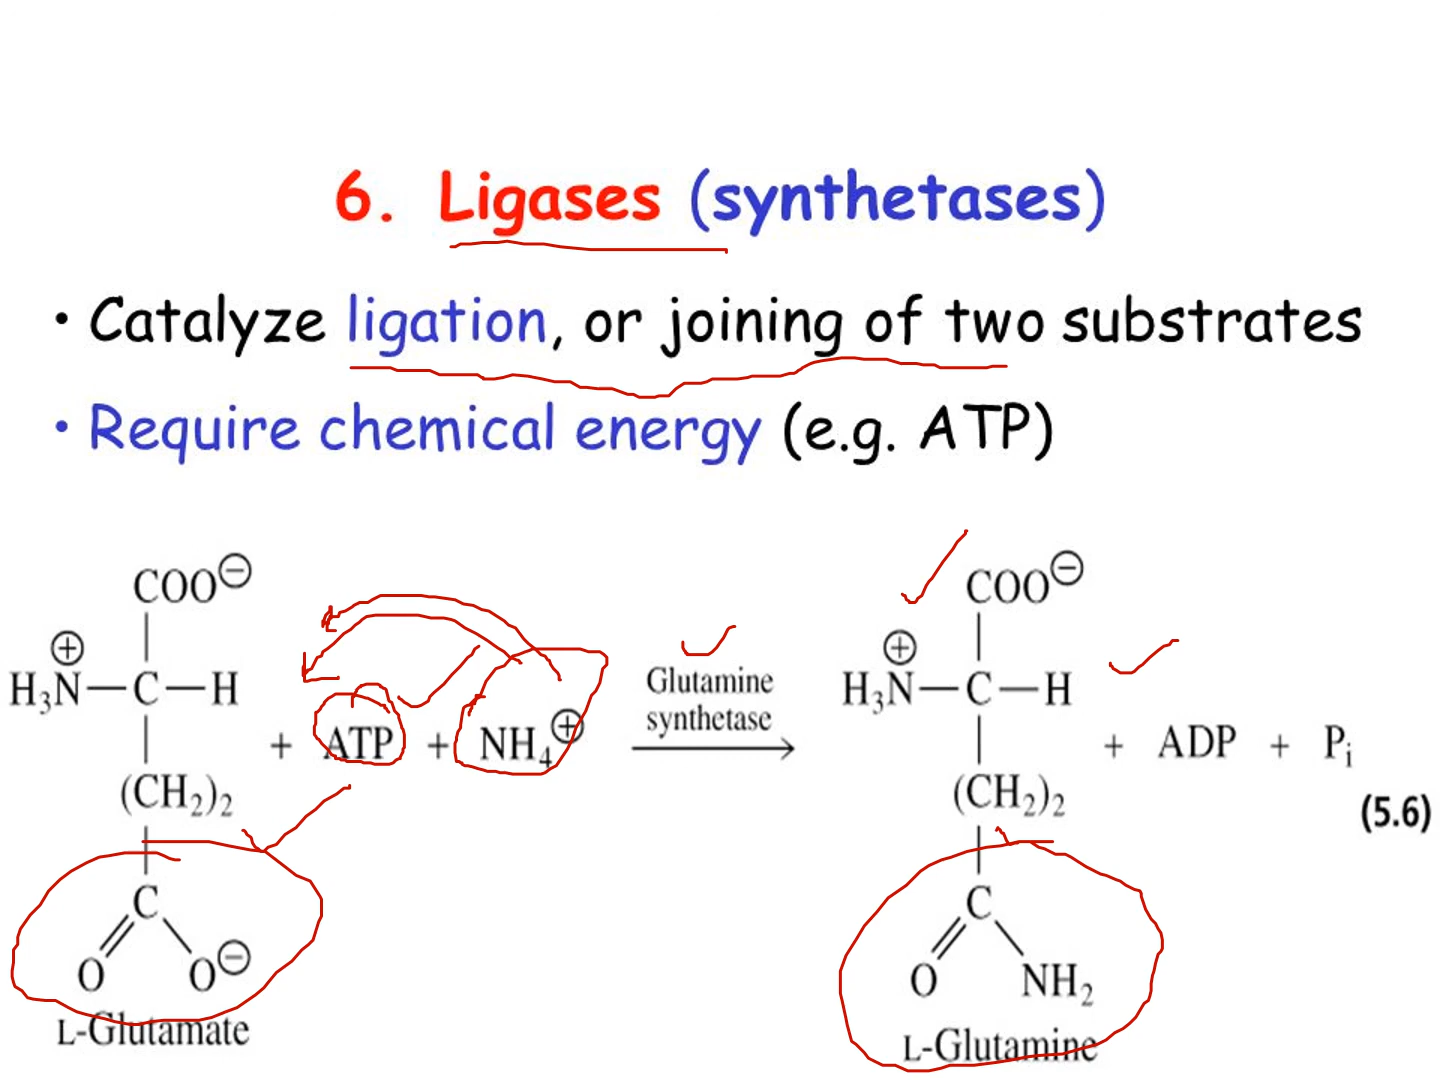 6. Ligases (synthetases)
• Catalyze ligation, or joining of two substrates
• Require chemical energy (e.g. ATP)
COO⊖
⊕
H₃N—C—H
+ ATP + NH₄⊕
(CH₂)₂
C
O O⊖
L-Glutamate
Glutamine
synthetase
COO⊖
⊕
H₃N—C—H
+ ADP + Pᵢ
(CH₂)₂
(5.6)
C
O NH₂
L-Glutamine